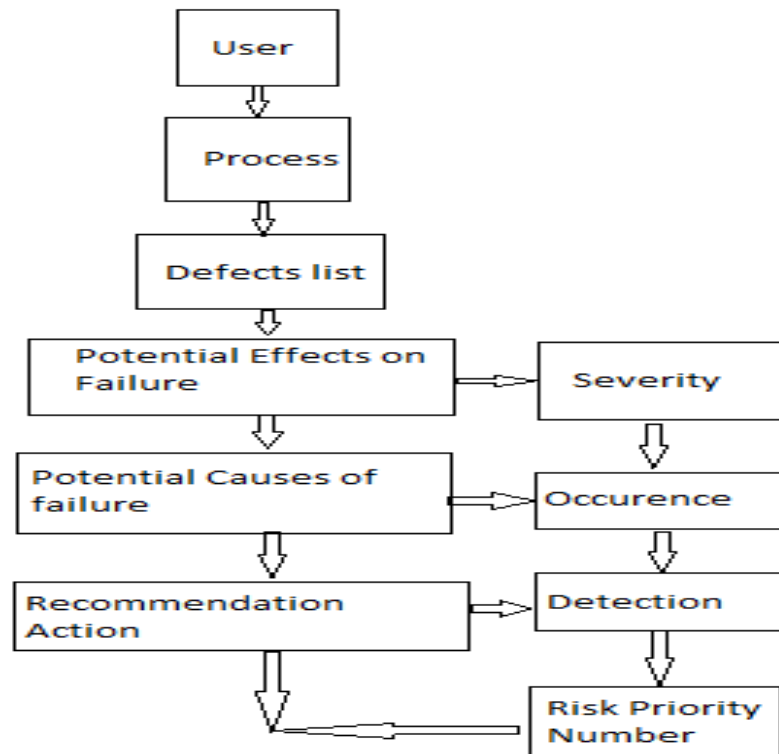 User
Process
Defects list
Potential Effects on
Failure
Severity
Potential Causes of
failure
Occurence
Recommendation
Action
Detection
Risk Priority
Number